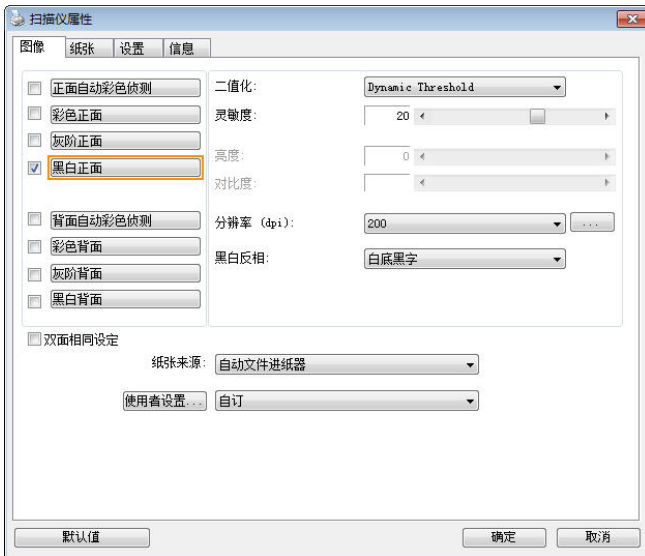 扫描仪属性
图像 纸张 设置 信息
正面自动彩色侦测
彩色正面
灰阶正面
黑白正面
背面自动彩色侦测
彩色背面
灰阶背面
黑白背面
二值化: Dynamic Threshold
灵敏度: 20
亮度: 0
对比度:
分辨率 (dpi): 200 ...
黑白反相: 白底黑字
双面相同设定
纸张来源: 自动文件进纸器
使用者设置... 自订
默认值 确定 取消